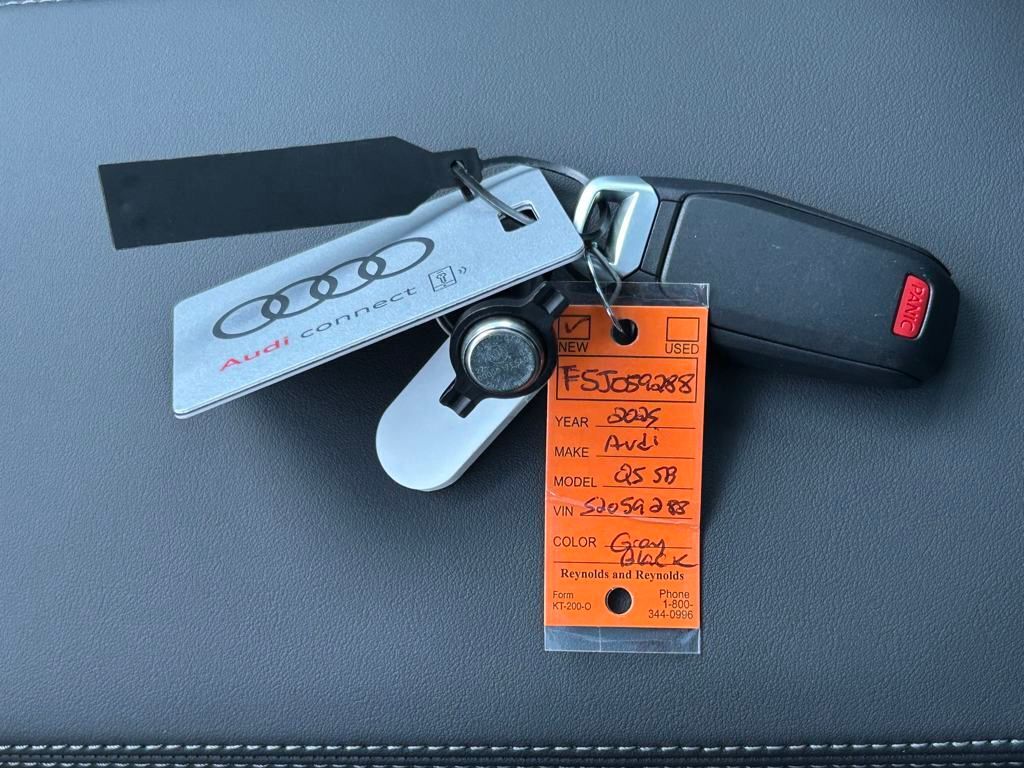 Audi connect
PANIC
NEW USED
FSJ059288
YEAR 2025
MAKE Audi
MODEL Q5 SB
VIN S2059288
COLOR Gray
Black
Reynolds and Reynolds
Form Phone
KT-200-O 1-800-
344-0996